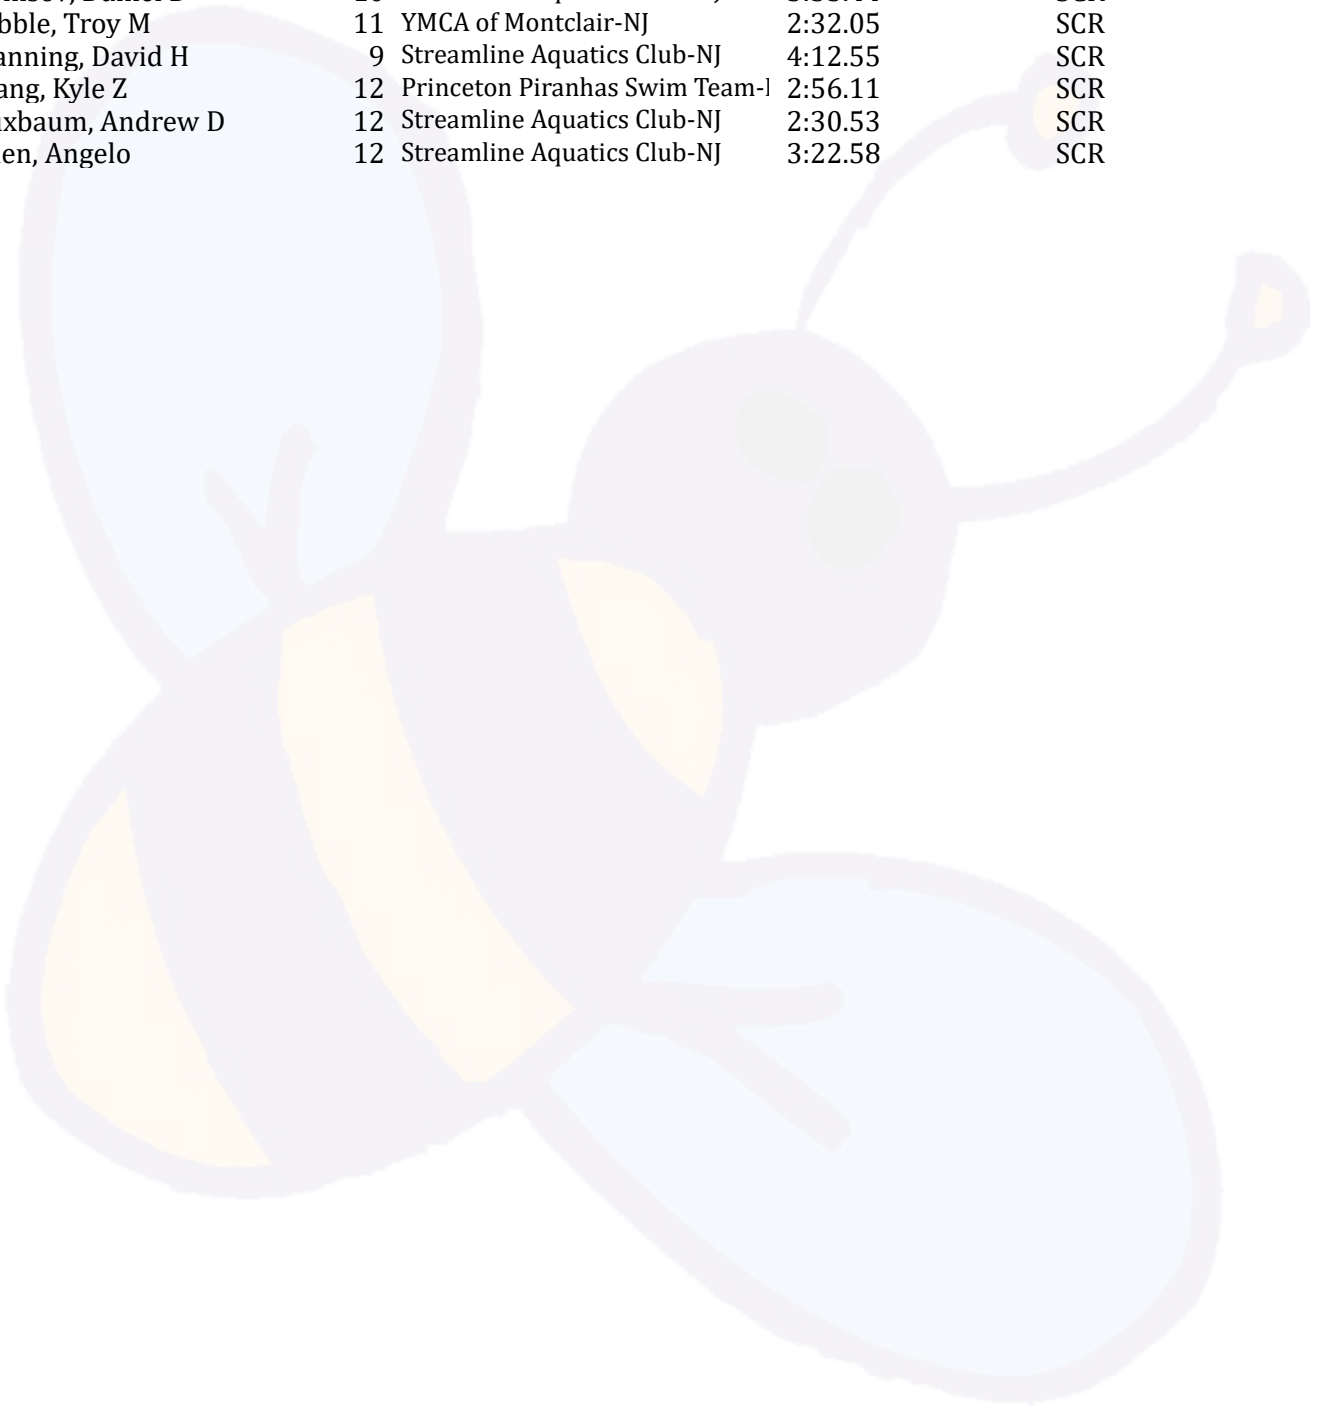 bble, Troy M 11 YMCA of Montclair-NJ 2:32.05 SCR
anning, David H 9 Streamline Aquatics Club-NJ 4:12.55 SCR
ang, Kyle Z 12 Princeton Piranhas Swim Team- 2:56.11 SCR
uxbaum, Andrew D 12 Streamline Aquatics Club-NJ 2:30.53 SCR
en, Angelo 12 Streamline Aquatics Club-NJ 3:22.58 SCR